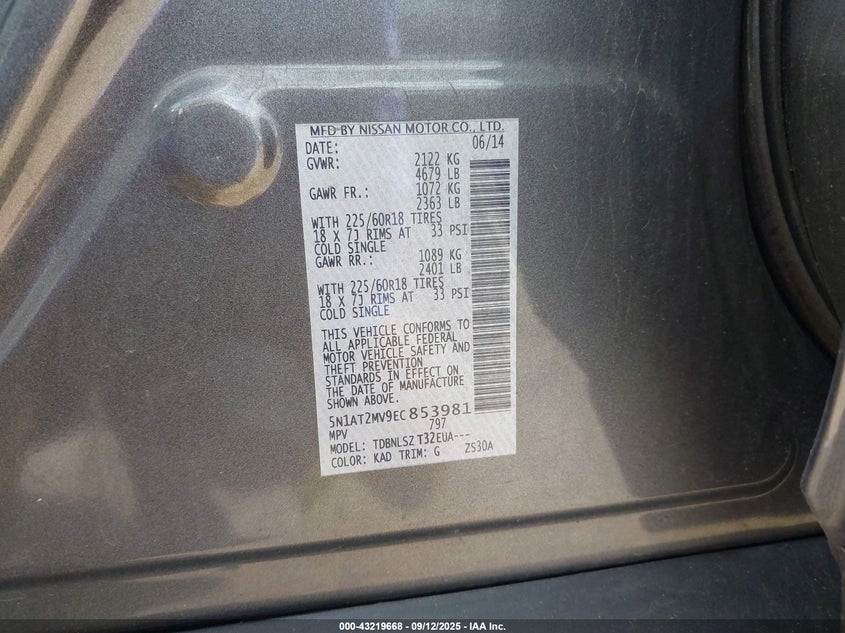 MFD BY NISSAN MOTOR CO., LTD.
DATE: 06/14
GVWR: 2122 KG
4679 LB
GAWR FR.: 1072 KG
2363 LB
WITH 225/60R18 TIRES
18 X 7J RIMS AT 33 PSI
COLD SINGLE
GAWR RR.: 1089 KG
2401 LB
WITH 225/60R18 TIRES
18 X 7J RIMS AT 33 PSI
COLD SINGLE
THIS VEHICLE CONFORMS TO
ALL APPLICABLE FEDERAL
MOTOR VEHICLE SAFETY AND
THEFT PREVENTION
STANDARDS IN EFFECT ON
THE DATE OF MANUFACTURE
SHOWN ABOVE.
5N1AT2MV9EC853981
MPV 797
MODEL: TDBNLSZ T32EUA---
COLOR: KAD TRIM: G ZS30A
000-43219668 - 09/12/2025 - IAA Inc.